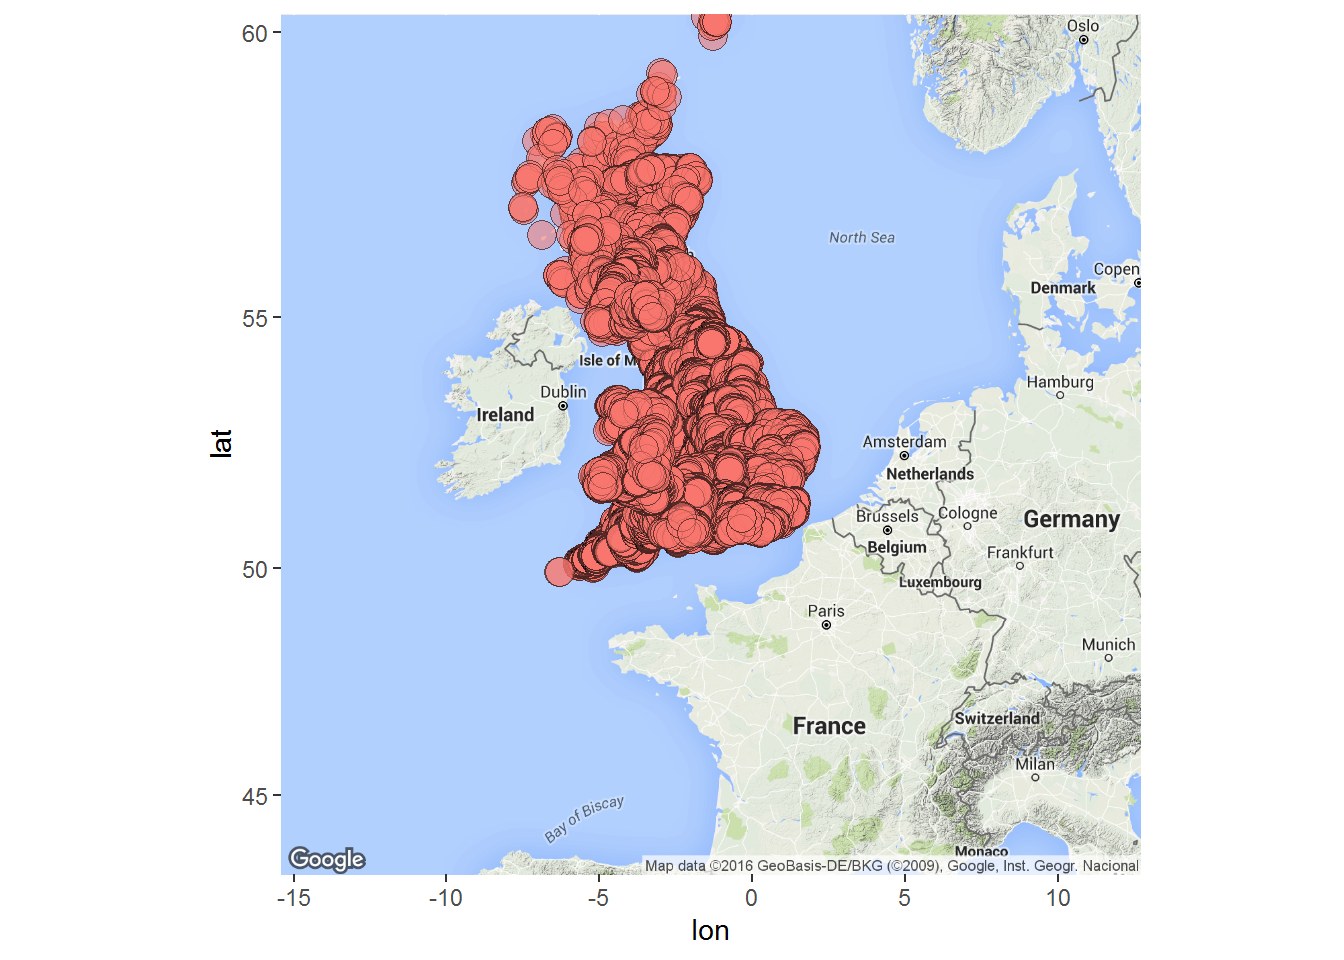 60
Oslo
North Sea
55
Copen
Denmark
Isle of M
Hamburg
Dublin
Ireland
lat
Amsterdam
Netherlands
Brussels
Cologne
Germany
Belgium
50
Frankfurt
Luxembourg
Paris
Munich
Switzerland
France
Milan
45
Bay of Biscay
Monaco
Google
Map data ©2016 GeoBasis-DE/BKG (©2009), Google, Inst. Geogr. Nacional
-15 -10 -5 0 5 10
lon